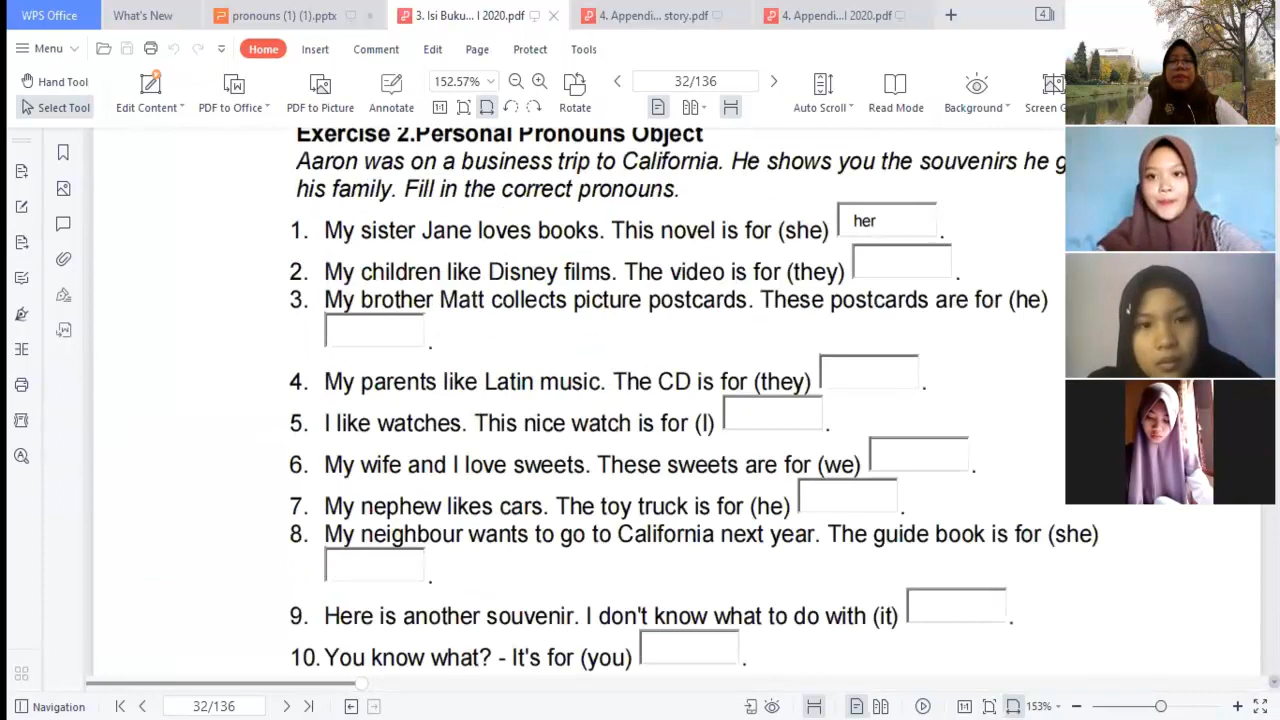 WPS Office What's New pronouns (1) (1).pptx 3. Isi Buku... I 2020.pdf 4. Appendi... story.pdf 4. Appendi...I 2020.pdf 4
Menu Home Insert Comment Edit Page Protect Tools
Hand Tool 152.57% 32/136
Select Tool Edit Content PDF to Office PDF to Picture Annotate 1:1 Rotate Auto Scroll Read Mode Background Screen G
Exercise 2.Personal Pronouns Object
Aaron was on a business trip to California. He shows you the souvenirs he g
his family. Fill in the correct pronouns.
1. My sister Jane loves books. This novel is for (she) her .
2. My children like Disney films. The video is for (they) .
3. My brother Matt collects picture postcards. These postcards are for (he)
.
4. My parents like Latin music. The CD is for (they) .
5. I like watches. This nice watch is for (I) .
6. My wife and I love sweets. These sweets are for (we) .
7. My nephew likes cars. The toy truck is for (he) .
8. My neighbour wants to go to California next year. The guide book is for (she)
.
9. Here is another souvenir. I don't know what to do with (it) .
10. You know what? - It's for (you) .
Navigation 32/136 1:1 153%